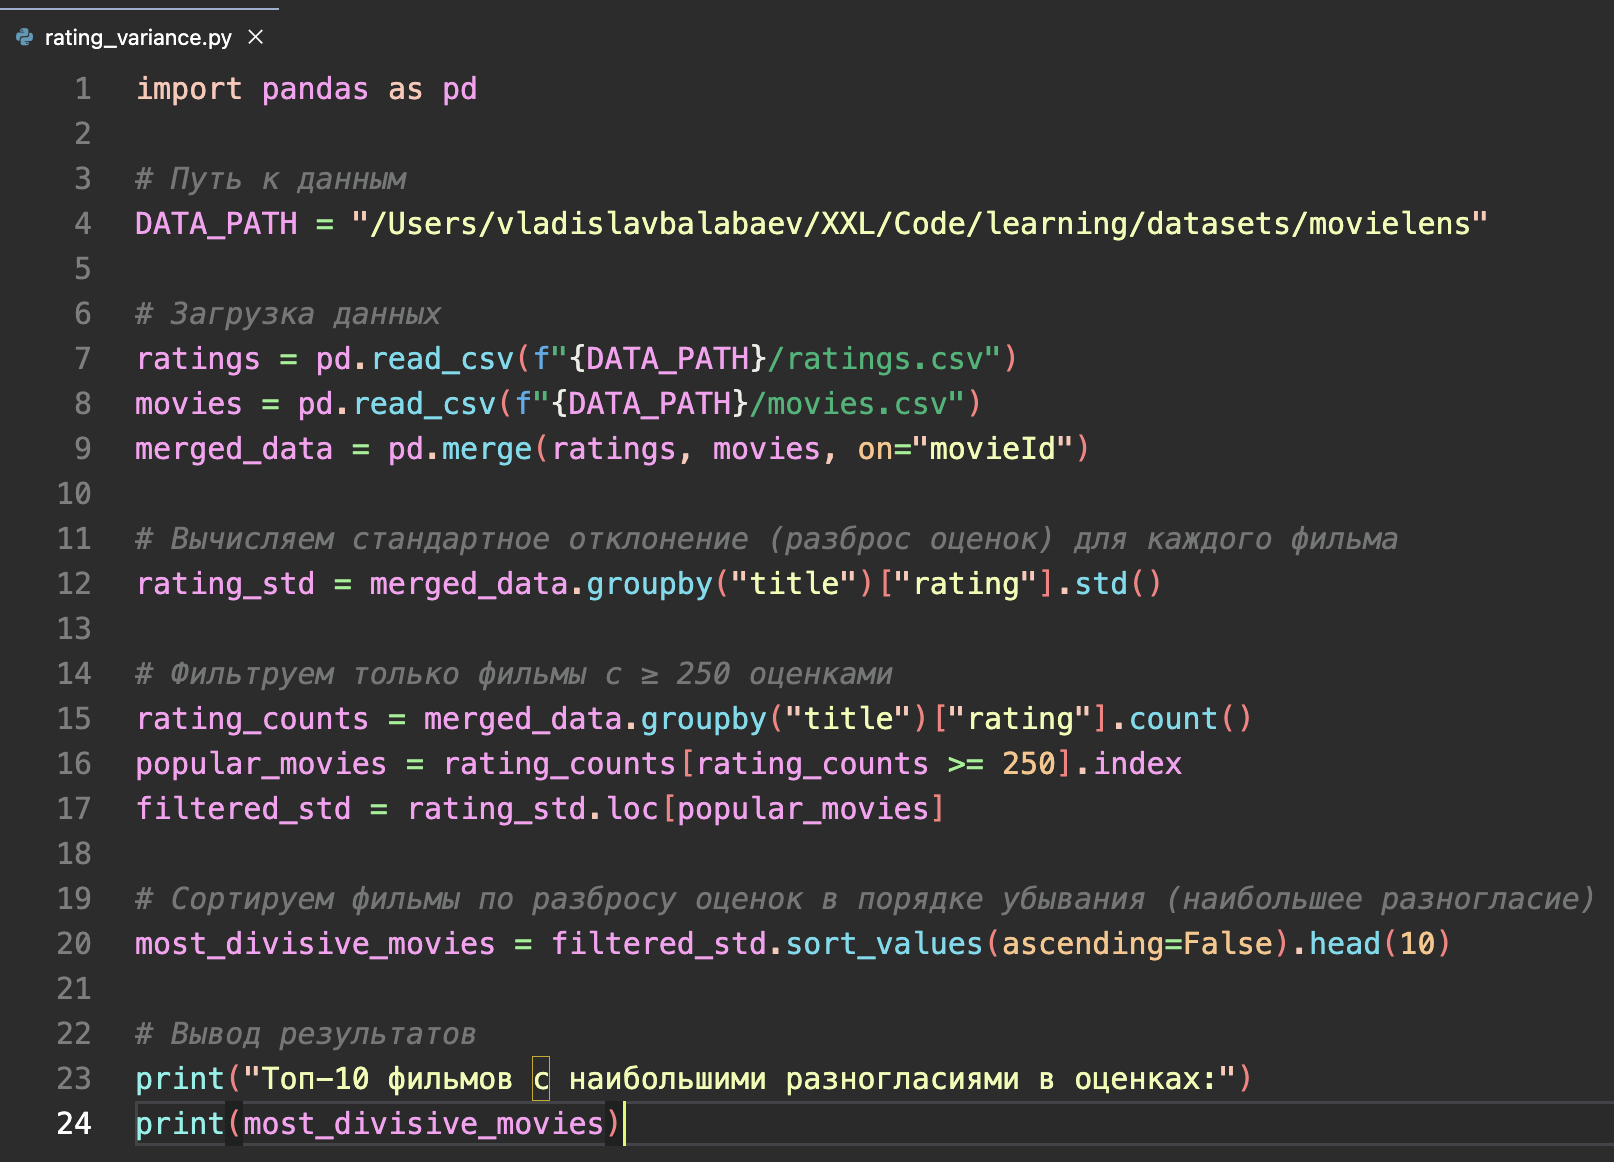 rating_variance.py
1 import pandas as pd
2
3 # Путь к данным
4 DATA_PATH = "/Users/vladislavbalabaev/XXL/Code/learning/datasets/movielens"
5
6 # Загрузка данных
7 ratings = pd.read_csv(f"{DATA_PATH}/ratings.csv")
8 movies = pd.read_csv(f"{DATA_PATH}/movies.csv")
9 merged_data = pd.merge(ratings, movies, on="movieId")
10
11 # Вычисляем стандартное отклонение (разброс оценок) для каждого фильма
12 rating_std = merged_data.groupby("title")["rating"].std()
13
14 # Фильтруем только фильмы с ≥ 250 оценками
15 rating_counts = merged_data.groupby("title")["rating"].count()
16 popular_movies = rating_counts[rating_counts >= 250].index
17 filtered_std = rating_std.loc[popular_movies]
18
19 # Сортируем фильмы по разбросу оценок в порядке убывания (наибольшее разногласие)
20 most_divisive_movies = filtered_std.sort_values(ascending=False).head(10)
21
22 # Вывод результатов
23 print("Топ-10 фильмов с наибольшими разногласиями в оценках:")
24 print(most_divisive_movies)